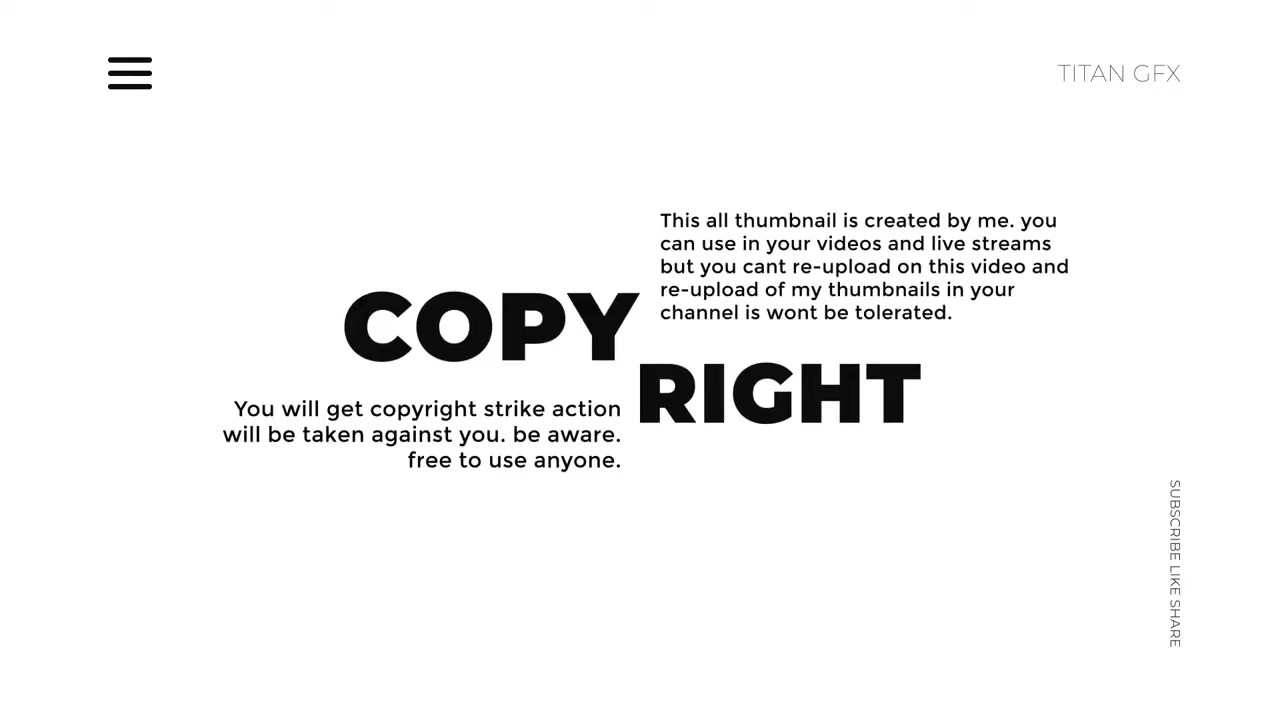 TITAN GFX
This all thumbnail is created by me. you
can use in your videos and live streams
but you cant re-upload on this video and
re-upload of my thumbnails in your
channel is wont be tolerated.
COPY
RIGHT
You will get copyright strike action
will be taken against you. be aware.
free to use anyone.
SUBSCRIBE LIKE SHARE